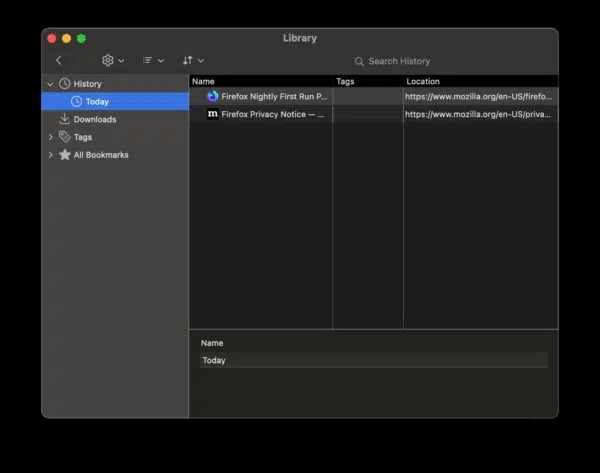 Library
Search History
History
Today
Downloads
Tags
All Bookmarks
Name Tags Location
Firefox Nightly First Run P... https://www.mozilla.org/en-US/firefo...
m Firefox Privacy Notice — ... https://www.mozilla.org/en-US/priva...
Name
Today